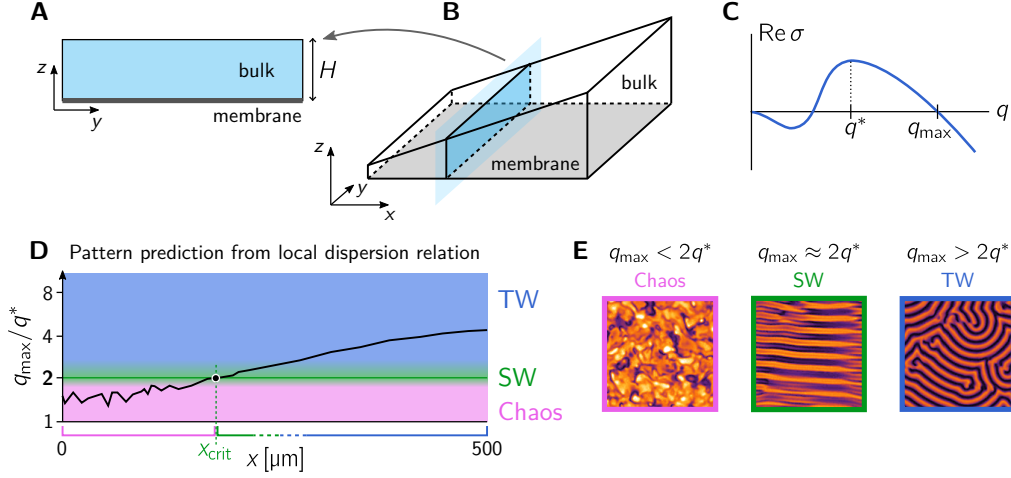 A
z
bulk
H
y
membrane
B
bulk
membrane
z
y
x
C
Re σ
q
q*
q_max
D Pattern prediction from local dispersion relation
q_max/q*
8
4
2
1
TW
SW
Chaos
0
x_crit
x [µm]
500
E
q_max < 2q*
Chaos
q_max ≈ 2q*
SW
q_max > 2q*
TW